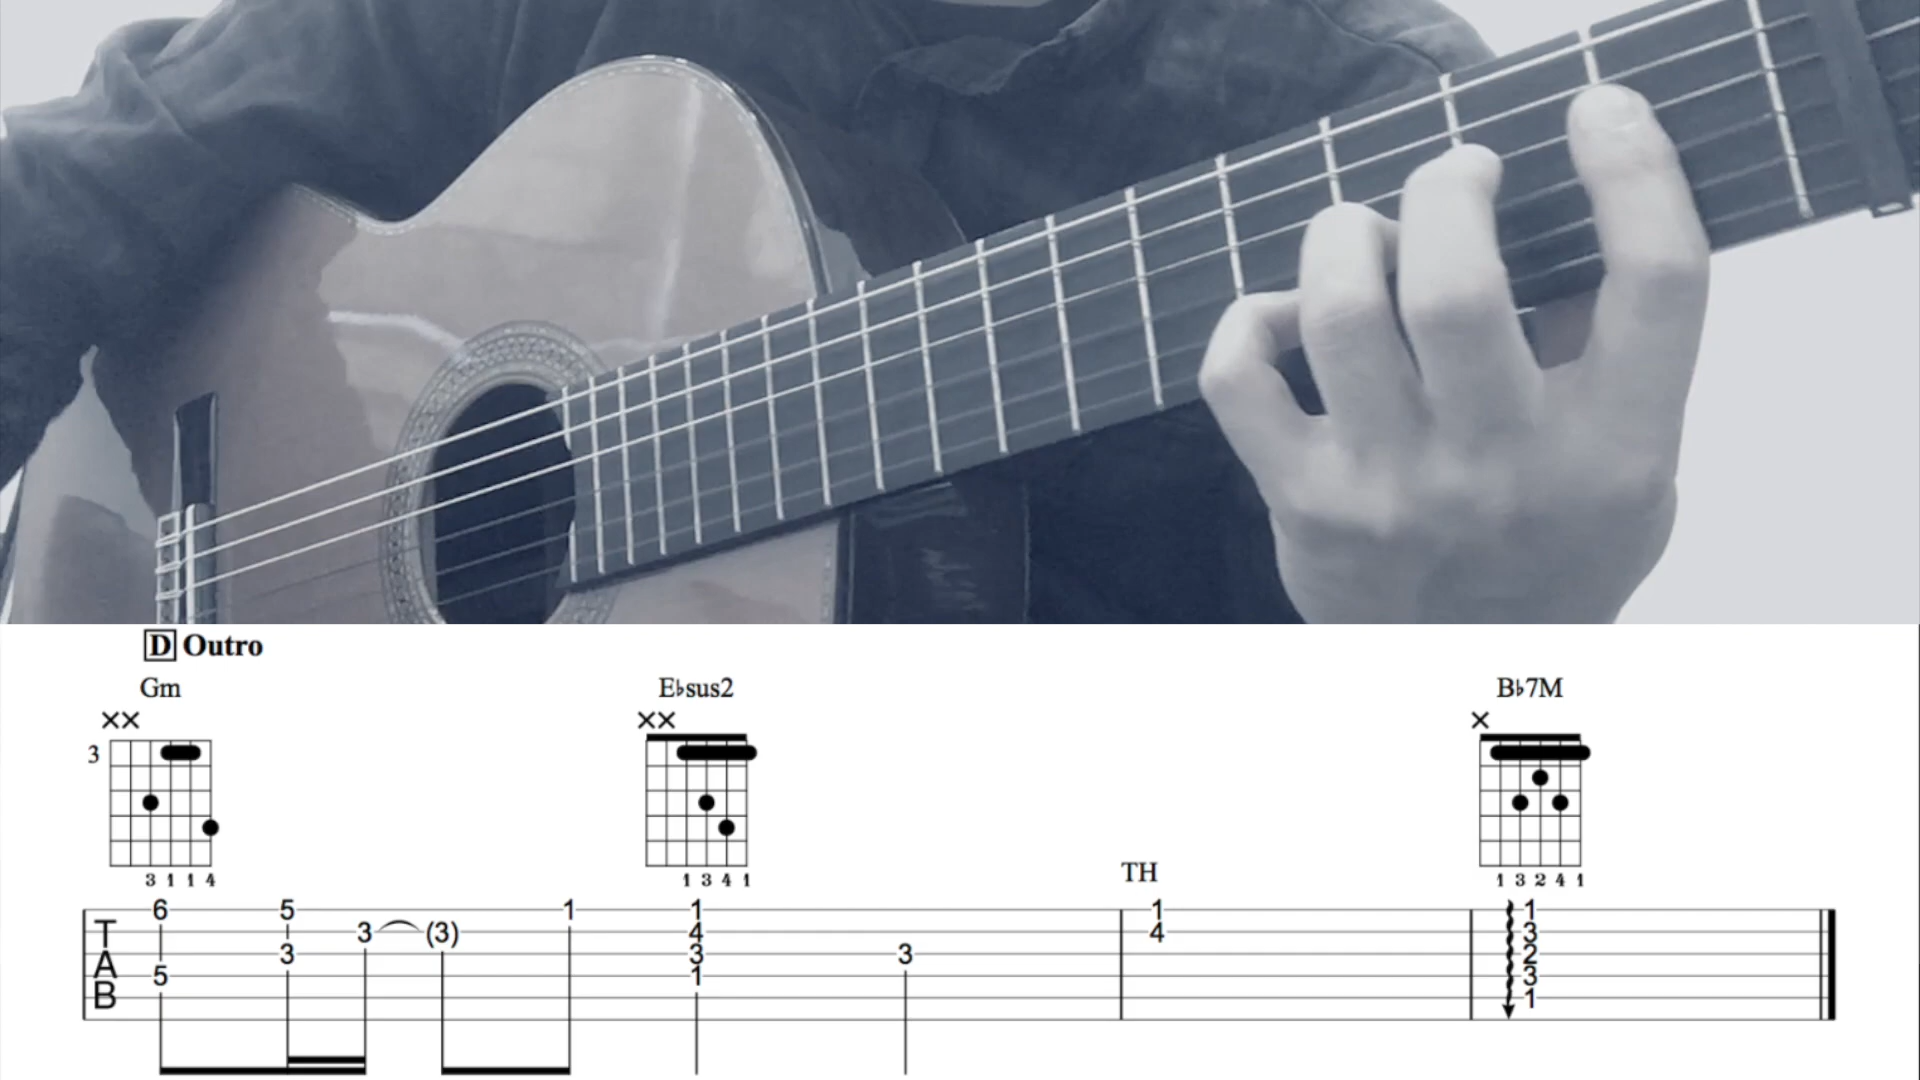 D Outro
Gm E♭sus2 B♭7M
×× ×× ×
3
3 1 1 4 1 3 4 1 1 3 2 4 1
TH
6 5 1 1 1 1
T 3 (3) 4 4 3
A 3 3 3 2
5 1 3
B 1